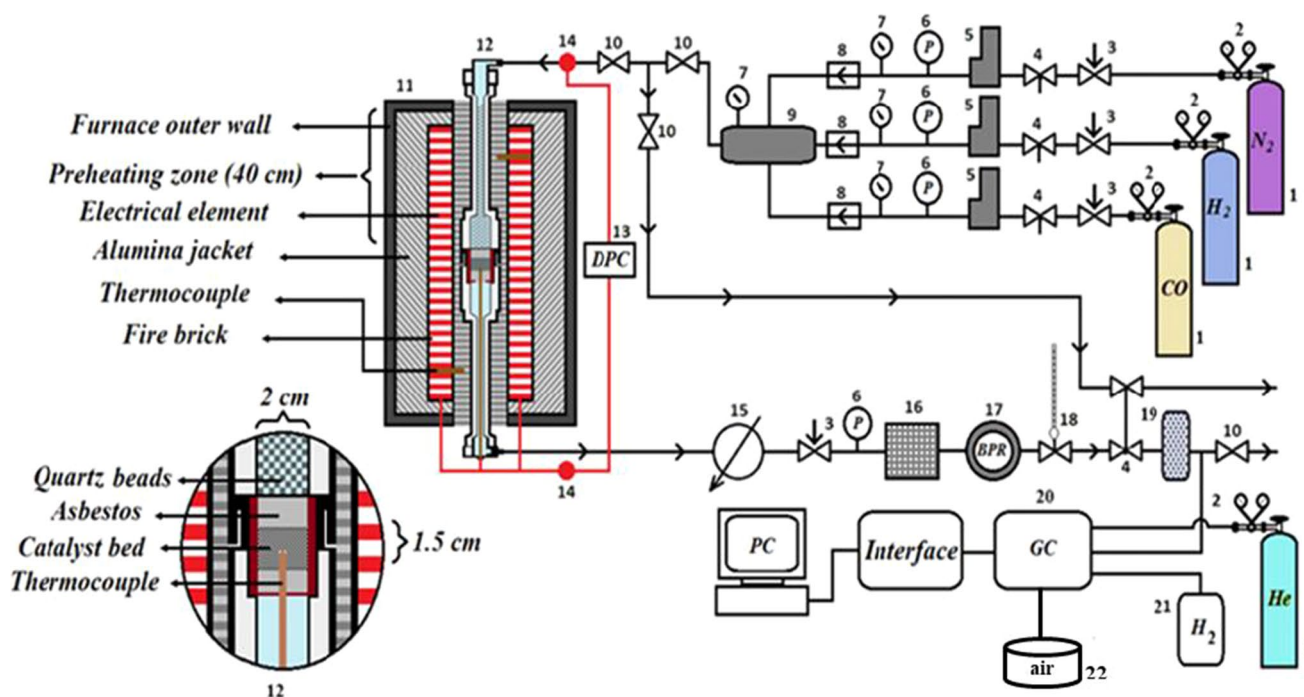 12
14
10
10
8
7
6
5
4
3
2
P
7
N2
1
11
Furnace outer wall
Preheating zone (40 cm)
Electrical element
Alumina jacket
Thermocouple
Fire brick
10
9
8
7
6
5
4
3
2
P
H2
1
13
DPC
8
7
6
5
4
3
2
P
CO
1
2 cm
Quartz beads
Asbestos
Catalyst bed
Thermocouple
1.5 cm
12
14
15
3
6
P
16
17
BPR
18
4
19
10
PC
Interface
20
GC
2
He
21
H2
air
22